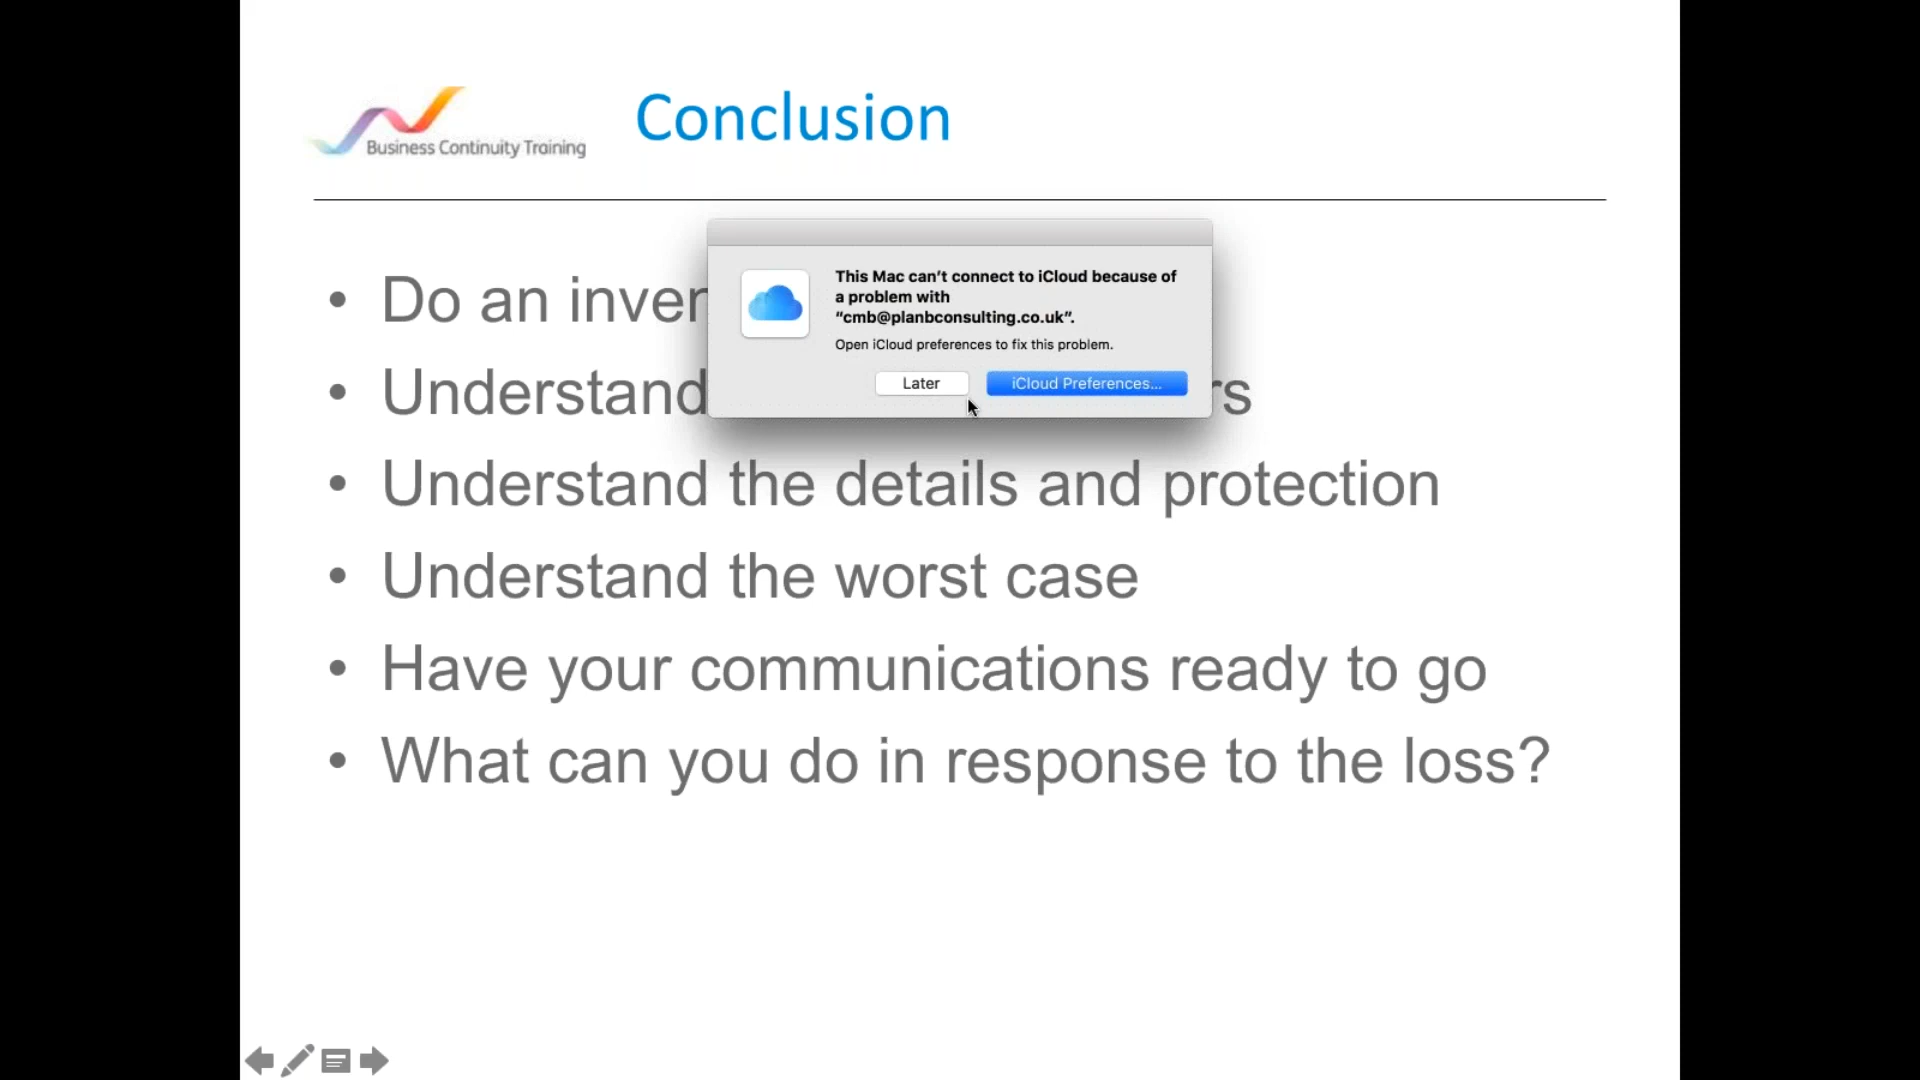 Business Continuity Training
Conclusion
This Mac can't connect to iCloud because of
a problem with
“cmb@planbconsulting.co.uk”.
Open iCloud preferences to fix this problem.
Later
iCloud Preferences...
• Do an
• Understand
• Understand the details and protection
• Understand the worst case
• Have your communications ready to go
• What can you do in response to the loss?